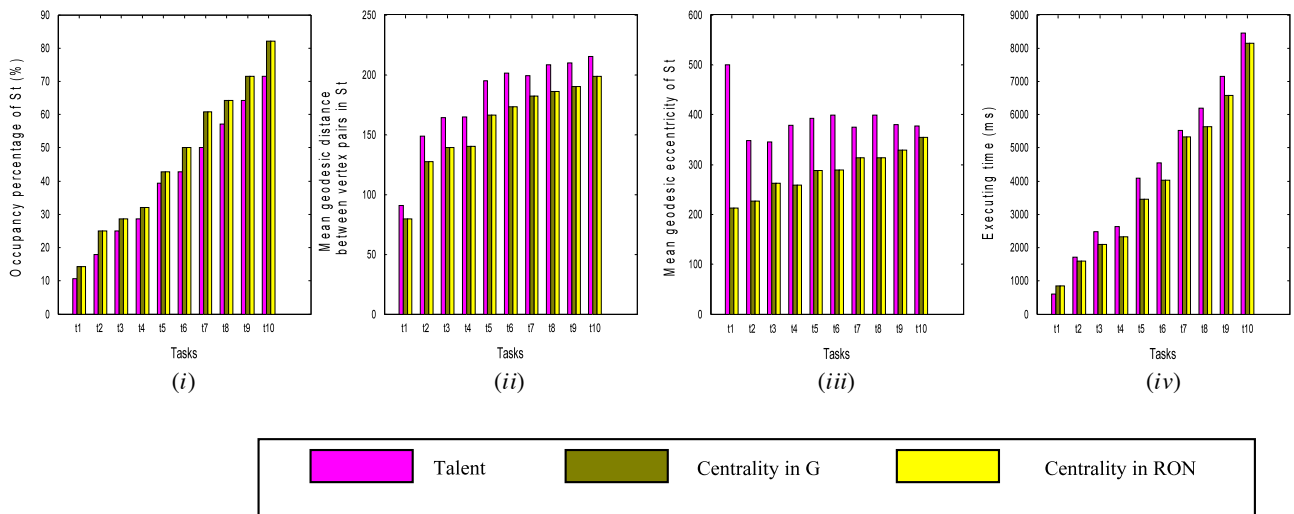 Occupancy percentage of St (%)
90
80
70
60
50
40
30
20
10
0
t1 t2 t3 t4 t5 t6 t7 t8 t9 t10
Tasks
(i)
Mean geodesic distance
between vertex pairs in St
250
200
150
100
50
0
t1 t2 t3 t4 t5 t6 t7 t8 t9 t10
Tasks
(ii)
Mean geodesic eccentricity of St
600
500
400
300
200
100
0
t1 t2 t3 t4 t5 t6 t7 t8 t9 t10
Tasks
(iii)
Executing time (ms)
9000
8000
7000
6000
5000
4000
3000
2000
1000
0
t1 t2 t3 t4 t5 t6 t7 t8 t9 t10
Tasks
(iv)
Talent
Centrality in G
Centrality in RON